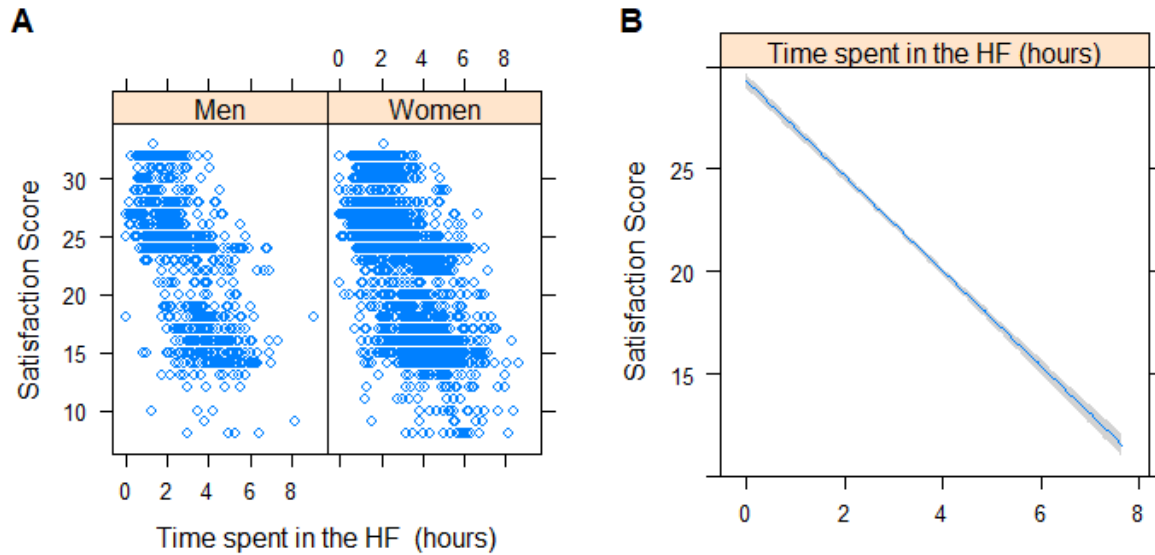 A
0 2 4 6 8
Men Women
Satisfaction Score
30
25
20
15
10
0 2 4 6 8
Time spent in the HF (hours)
B
Time spent in the HF (hours)
Satisfaction Score
25
20
15
0 2 4 6 8